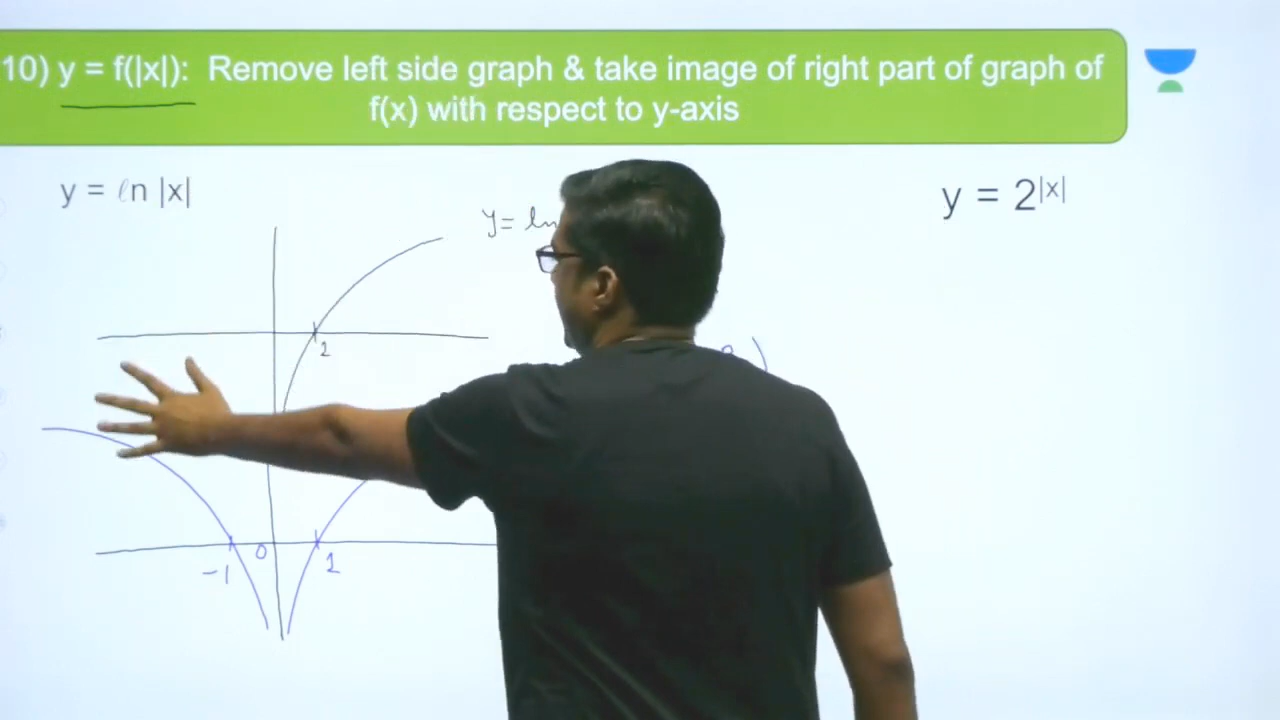 10) y = f(|x|): Remove left side graph & take image of right part of graph of
f(x) with respect to y-axis
y = ln |x|
y = 2^|x|
y = ln
2
0
-1
1